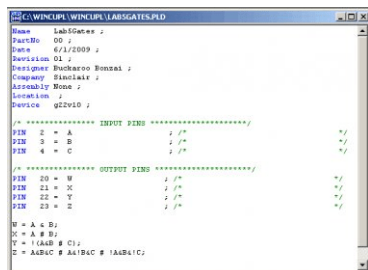 C:\WINCUPL\WINCUPL\LAB5GATES.PLD
Name Lab5Gates ;
PartNo 00 ;
Date 6/1/2009 ;
Revision 01 ;
Designer Buckaroo Bonzai ;
Company Sinclair ;
Assembly None ;
Location ;
Device g22v10 ;
/* *************** INPUT PINS *********************/
PIN 2 = A ; /* */
PIN 3 = B ; /* */
PIN 4 = C ; /* */
/* *************** OUTPUT PINS *********************/
PIN 20 = W ; /* */
PIN 21 = X ; /* */
PIN 22 = Y ; /* */
PIN 23 = Z ; /* */
W = A & B;
X = A # B;
Y = !(A&B # C);
Z = A&B&C # A&!B&C # !A&B&!C;